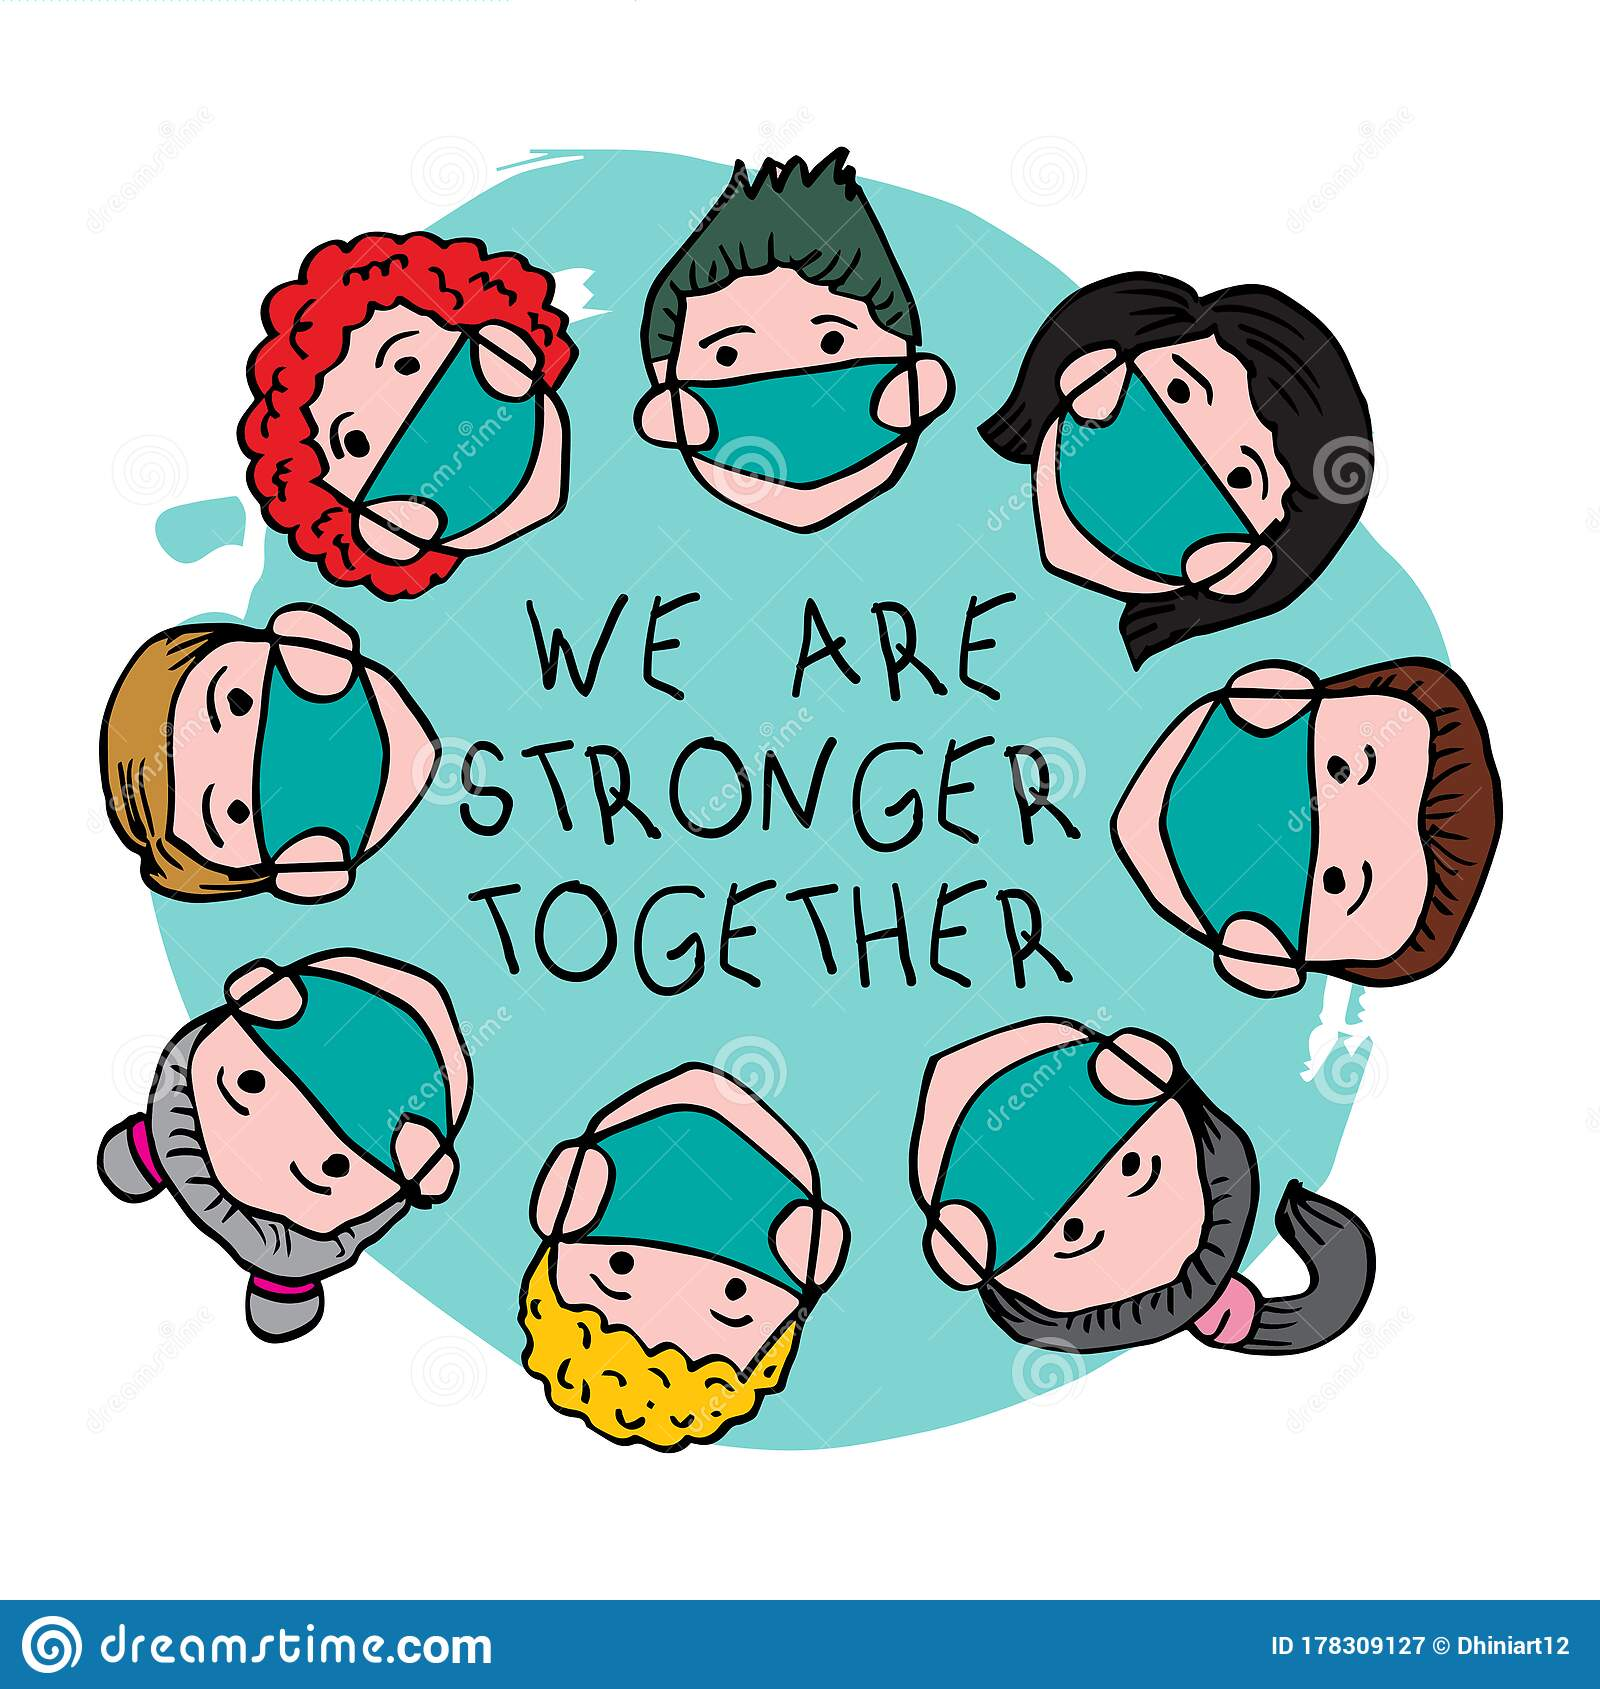 WE ARE
STRONGER
TOGETHER
dreamstime.com
ID 178309127 © Dhiniart12